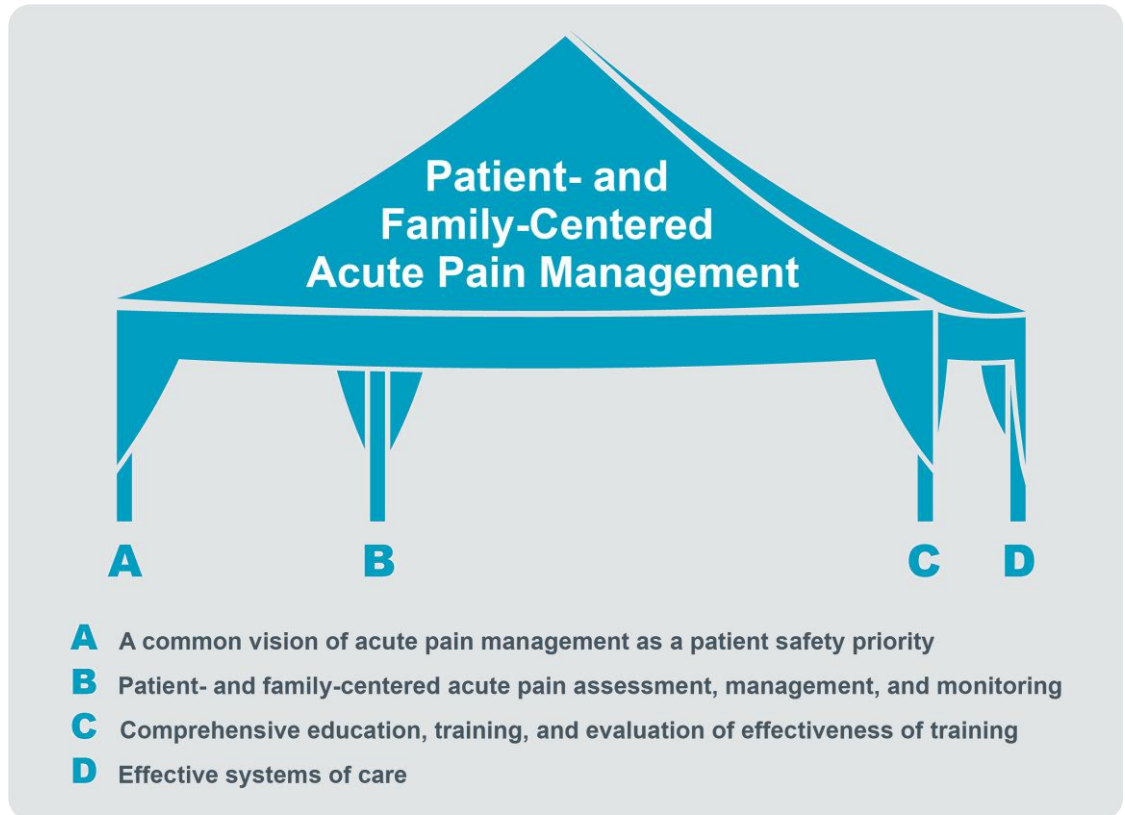 Patient- and
Family-Centered
Acute Pain Management
A
B
C
D
A A common vision of acute pain management as a patient safety priority
B Patient- and family-centered acute pain assessment, management, and monitoring
C Comprehensive education, training, and evaluation of effectiveness of training
D Effective systems of care